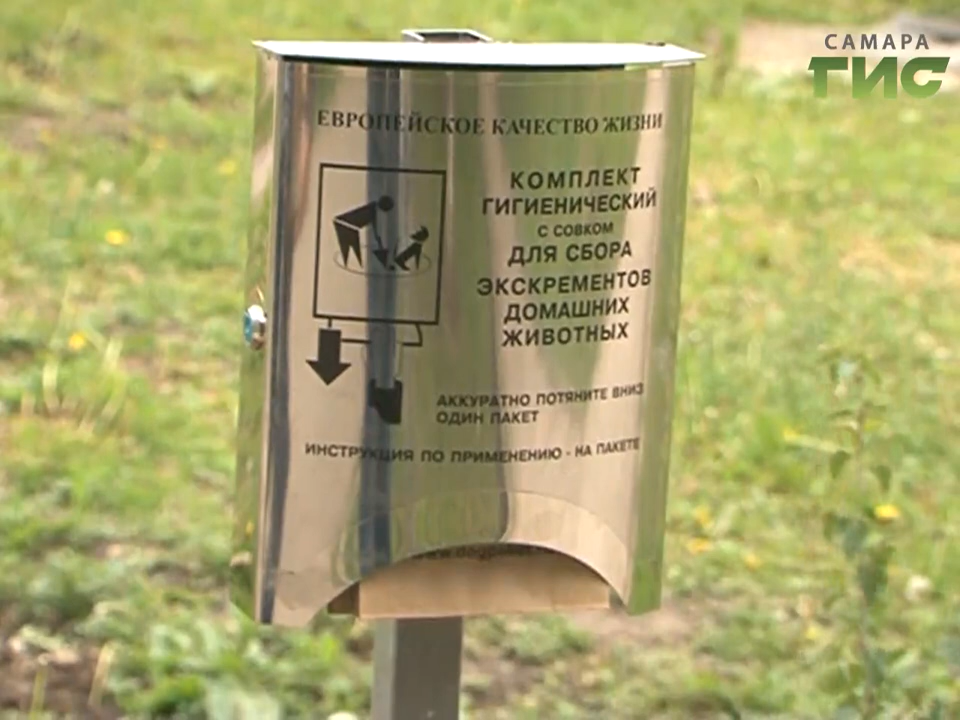 САМАРА
ГИС
ЕВРОПЕЙСКОЕ КАЧЕСТВО ЖИЗНИ
КОМПЛЕКТ
ГИГИЕНИЧЕСКИЙ
С СОВКОМ
ДЛЯ СБОРА
ЭКСКРЕМЕНТОВ
ДОМАШНИХ
ЖИВОТНЫХ
АККУРАТНО ПОТЯНИТЕ ВНИЗ
ОДИН ПАКЕТ
ИНСТРУКЦИЯ ПО ПРИМЕНЕНИЮ - НА ПАКЕТЕ